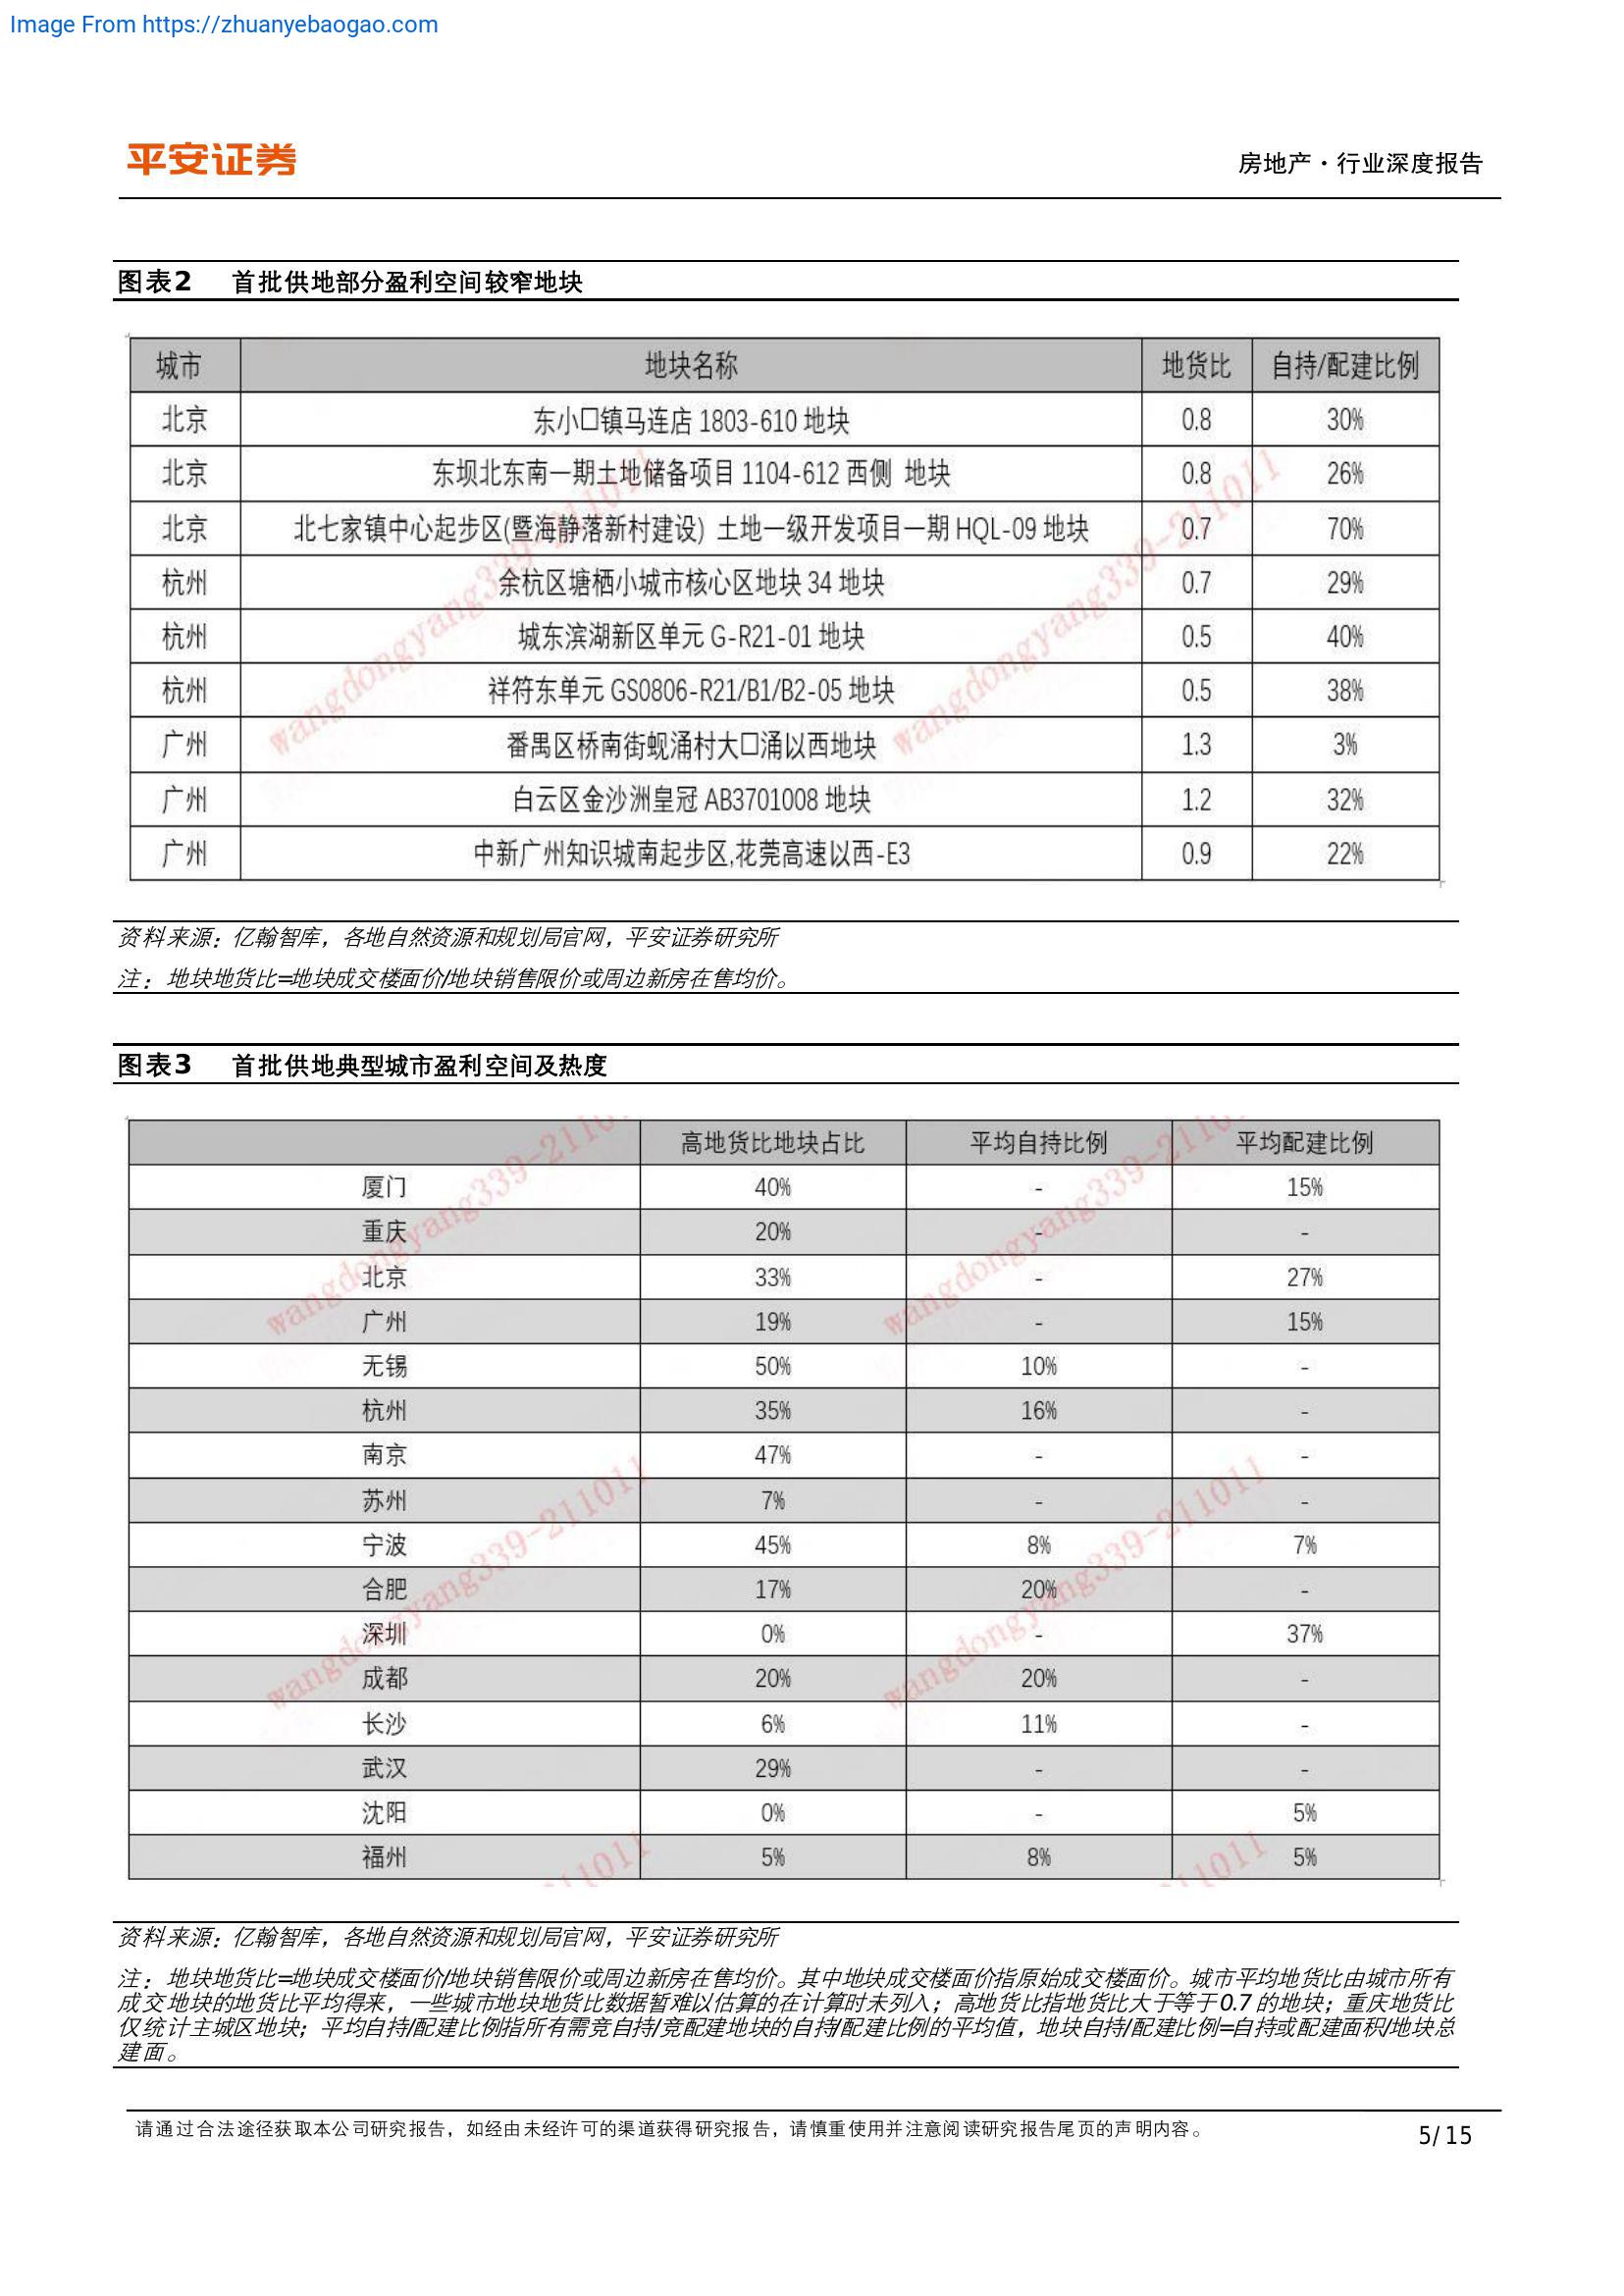 Image From https://zhuanyebaogao.com
平安证券
房地产·行业深度报告
图表2 首批供地部分盈利空间较窄地块
城市 地块名称 地货比 自持/配建比例
北京 东小口镇马连店 1803-610 地块 0.8 30%
北京 东坝北东南一期土地储备项目 1104-612 西侧 地块 0.8 26%
北京 北七家镇中心起步区(暨海鶄落新村建设) 土地一级开发项目一期 HQL-09 地块 0.7 70%
杭州 余杭区塘栖小城市核心区地块 34 地块 0.7 29%
杭州 城东滨湖新区单元 G-R21-01 地块 0.5 40%
杭州 祥符东单元 GS0806-R21/B1/B2-05 地块 0.5 38%
广州 番禺区桥南街蚬涌村大口涌以西地块 1.3 3%
广州 白云区金沙洲皇冠 AB3701008 地块 1.2 32%
广州 中新广州知识城南起步区,花莞高速以西-E3 0.9 22%
资料来源：亿翰智库，各地自然资源和规划局官网，平安证券研究所
注：地块地货比=地块成交楼面价/地块销售限价或周边新房在售均价。
图表3 首批供地典型城市盈利空间及热度
高地货比地块占比 平均自持比例 平均配建比例
厦门 40% - 15%
重庆 20% - -
北京 33% - 27%
广州 19% - 15%
无锡 50% 10% -
杭州 35% 16% -
南京 47% - -
苏州 7% - -
宁波 45% 8% 7%
合肥 17% 20% -
深圳 0% - 37%
成都 20% 20% -
长沙 6% 11% -
武汉 29% - -
沈阳 0% - 5%
福州 5% 8% 5%
资料来源：亿翰智库，各地自然资源和规划局官网，平安证券研究所
注：地块地货比=地块成交楼面价/地块销售限价或周边新房在售均价。其中地块成交楼面价指原始成交楼面价。城市平均地货比由城市所有
成交地块的地货比平均得来，一些城市地块地货比数据暂难以估算的在计算时未列入；高地货比指地货比大于等于0.7 的地块；重庆地货比
仅统计主城区地块；平均自持/配建比例指所有需竞自持/竞配建地块的自持/配建比例的平均值，地块自持/配建比例=自持或配建面积/地块总
建面。
wangdongyang339-211011
请通过合法途径获取本公司研究报告，如经由未经许可的渠道获得研究报告，请慎重使用并注意阅读研究报告尾页的声明内容。
5/ 15